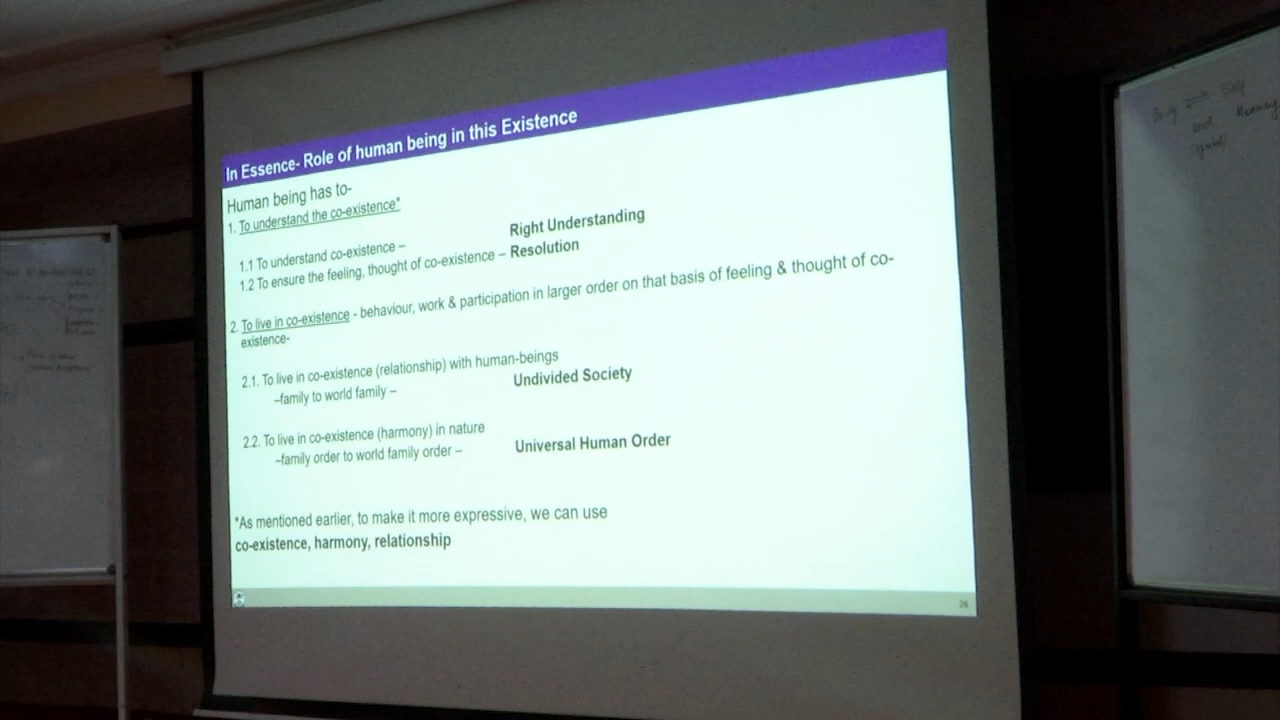 In Essence- Role of human being in this Existence
Human being has to-
1. To understand the co-existence*
1.1 To understand co-existence – Right Understanding
1.2 To ensure the feeling, thought of co-existence – Resolution
2. To live in co-existence - behaviour, work & participation in larger order on that basis of feeling & thought of co-
existence-
2.1. To live in co-existence (relationship) with human-beings
–family to world family – Undivided Society
2.2. To live in co-existence (harmony) in nature
–family order to world family order – Universal Human Order
*As mentioned earlier, to make it more expressive, we can use
co-existence, harmony, relationship
26
Body ⇌ Self